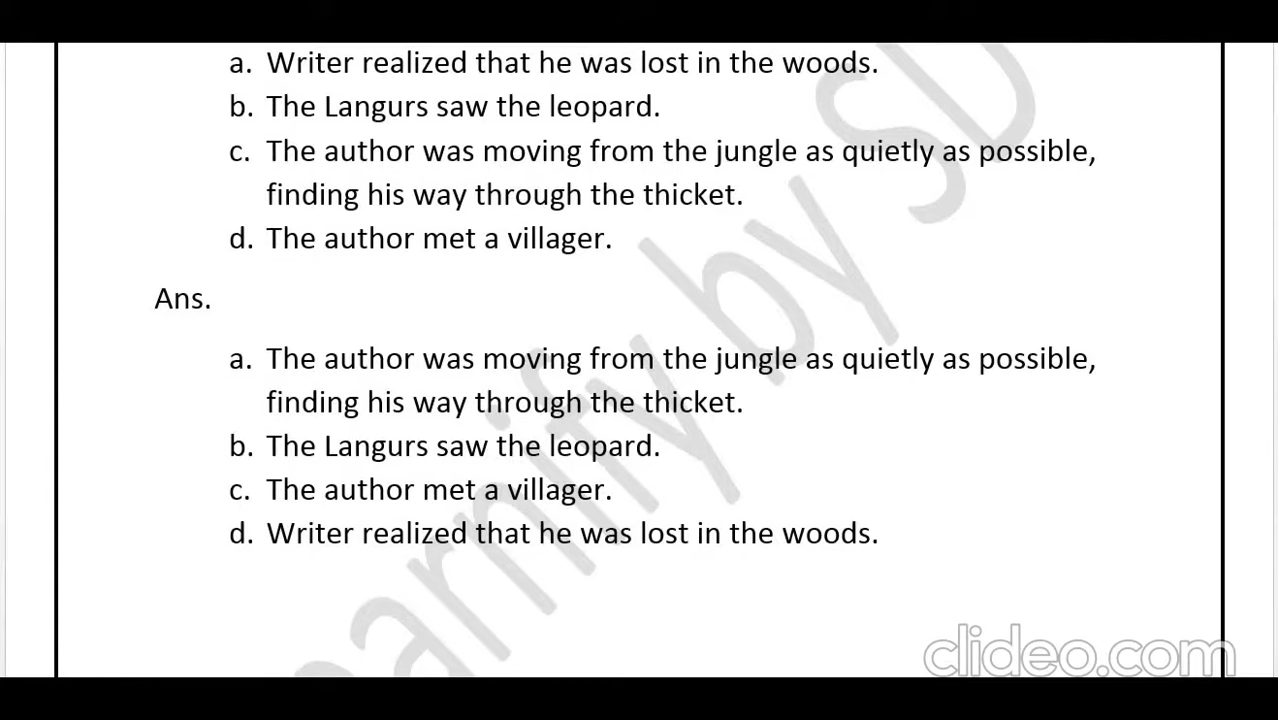 a. Writer realized that he was lost in the woods.
b. The Langurs saw the leopard.
c. The author was moving from the jungle as quietly as possible,
finding his way through the thicket.
d. The author met a villager.
Ans.
a. The author was moving from the jungle as quietly as possible,
finding his way through the thicket.
b. The Langurs saw the leopard.
c. The author met a villager.
d. Writer realized that he was lost in the woods.
clideo.com